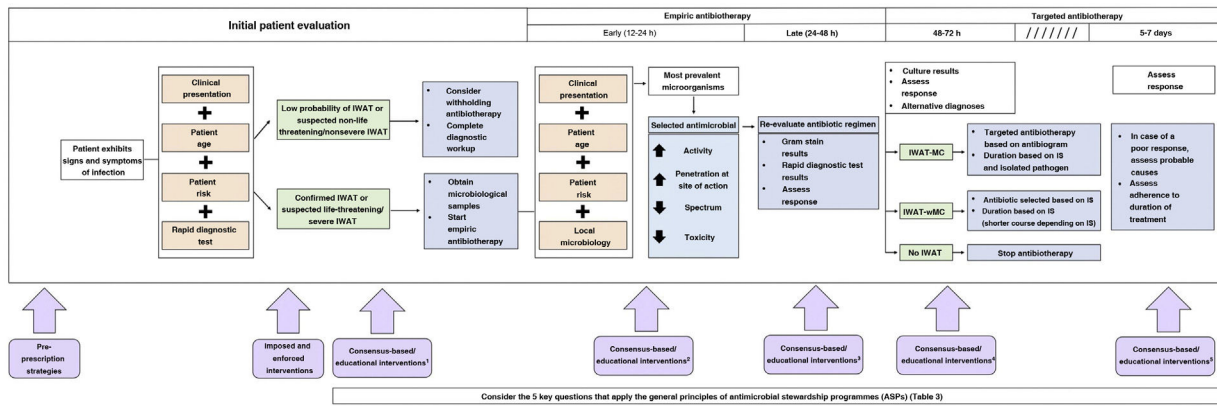 Initial patient evaluation
Empiric antibiotherapy
Targeted antibiotherapy
Early (12-24 h)
Late (24-48 h)
48-72 h
5-7 days
Patient exhibits
signs and symptoms
of infection
Clinical
presentation
+
Patient
age
+
Patient
risk
+
Rapid diagnostic
test
Low probability of IWAT or
suspected non-life
threatening/nonsevere IWAT
Confirmed IWAT or
suspected life-threatening/
severe IWAT
• Consider
withholding
antibiotherapy
• Complete
diagnostic
workup
• Obtain
microbiological
samples
• Start
empiric
antibiotherapy
Clinical
presentation
+
Patient
age
+
Patient
risk
+
Local
microbiology
Most prevalent
microorganisms
Selected antimicrobial
Activity
Penetration at
site of action
Spectrum
Toxicity
Re-evaluate antibiotic regimen
• Gram stain
results
• Rapid diagnostic test
results
• Assess
response
• Culture results
• Assess
response
• Alternative diagnoses
IWAT-MC
• Targeted antibiotherapy
based on antibiogram
• Duration based on IS
and isolated pathogen
IWAT-wMC
• Antibiotic selected based on IS
• Duration based on IS
(shorter course depending on IS)
No IWAT
Stop antibiotherapy
Assess
response
• In case of a
poor response,
assess probable
causes
• Assess
adherence to
duration of
treatment
Pre-
prescription
strategies
Imposed and
enforced
interventions
Consensus-based/
educational interventions¹
Consensus-based/
educational interventions²
Consensus-based/
educational interventions³
Consensus-based/
educational interventions⁴
Consensus-based/
educational interventions⁵
Consider the 5 key questions that apply the general principles of antimicrobial stewardship programmes (ASPs) (Table 3)